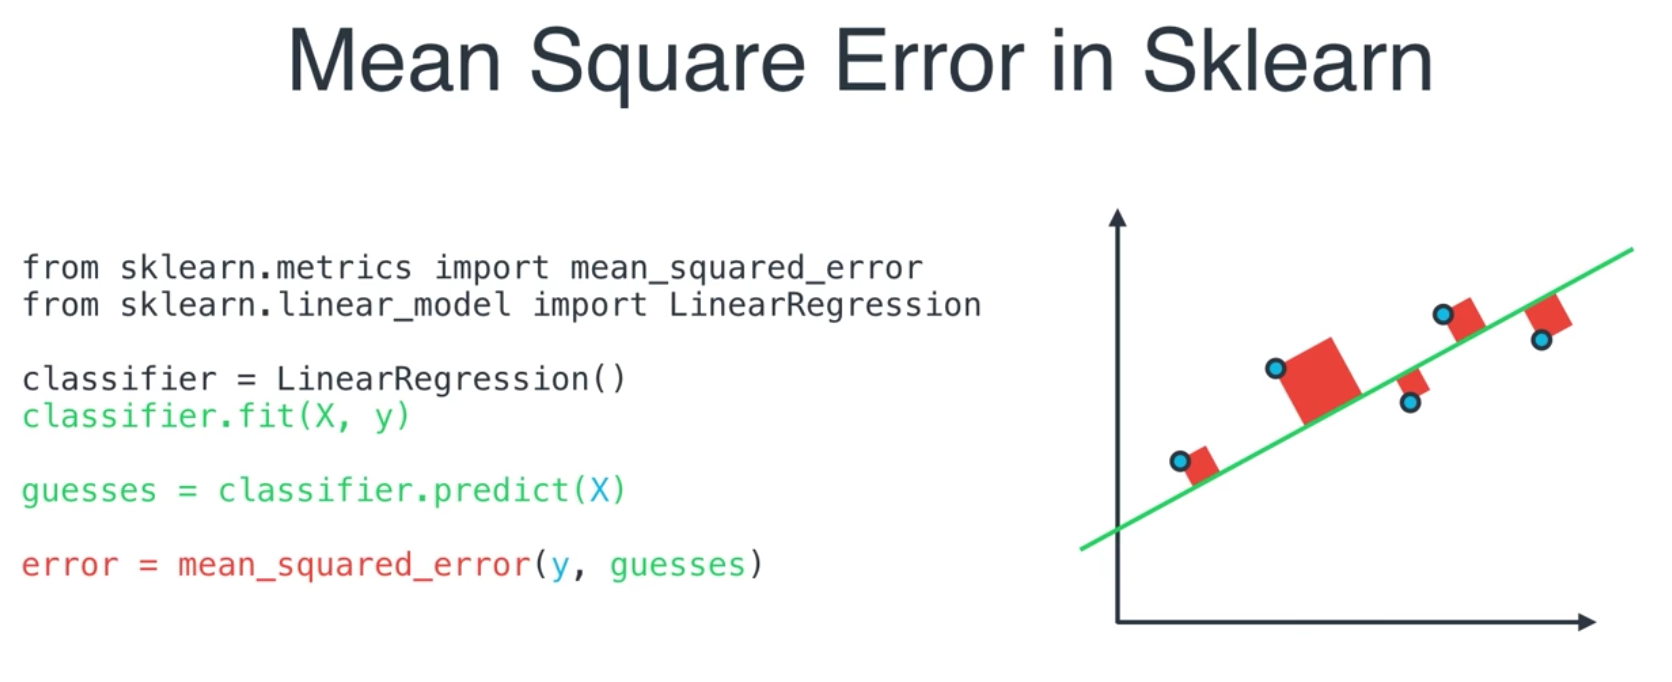 Mean Square Error in Sklearn
from sklearn.metrics import mean_squared_error
from sklearn.linear_model import LinearRegression
classifier = LinearRegression()
classifier.fit(X, y)
guesses = classifier.predict(X)
error = mean_squared_error(y, guesses)